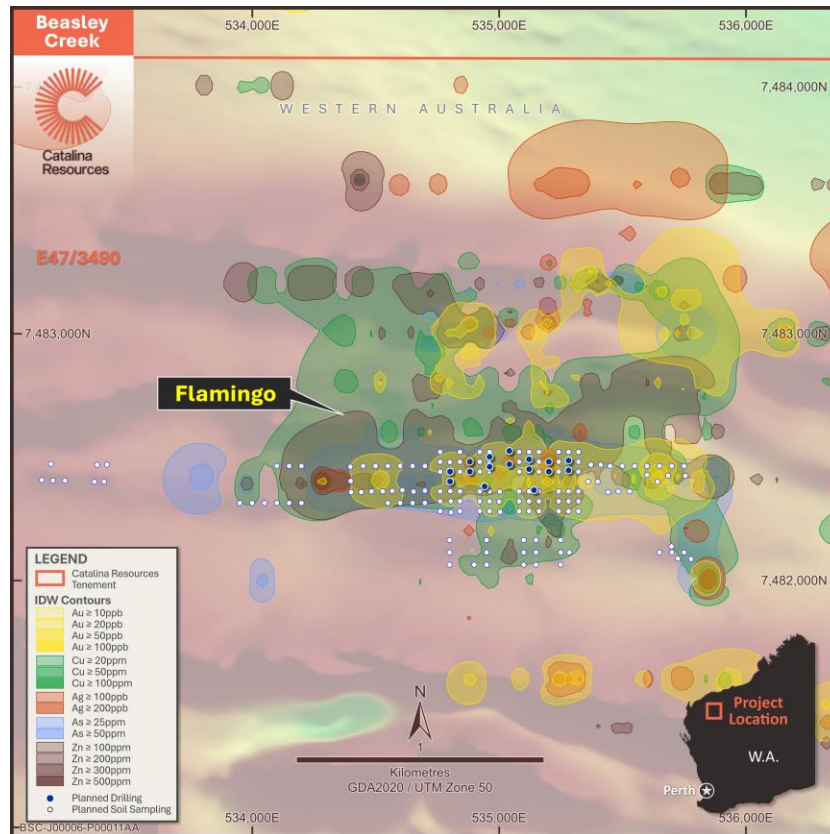 Beasley
Creek
534,000E
535,000E
536,000E
7,484,000N
WESTERN AUSTRALIA
Catalina
Resources
E47/3490
7,483,000N
7,483,000N
Flamingo
LEGEND
Catalina Resources
Tenement
IDW Contours
Au ≥ 10ppb
Au ≥ 20ppb
Au ≥ 50ppb
Au ≥ 100ppb
Cu ≥ 20ppm
Cu ≥ 50ppm
Cu ≥ 100ppm
Ag ≥ 100ppb
Ag ≥ 200ppb
As ≥ 25ppm
As ≥ 50ppm
Zn ≥ 100ppm
Zn ≥ 200ppm
Zn ≥ 300ppm
Zn ≥ 500ppm
Planned Drilling
Planned Soil Sampling
7,482,000N
N
1
Kilometres
GDA2020 / UTM Zone 50
Project
Location
W.A.
Perth
534,000E
535,000E
536,000E
BSC-J00006-P00011AA